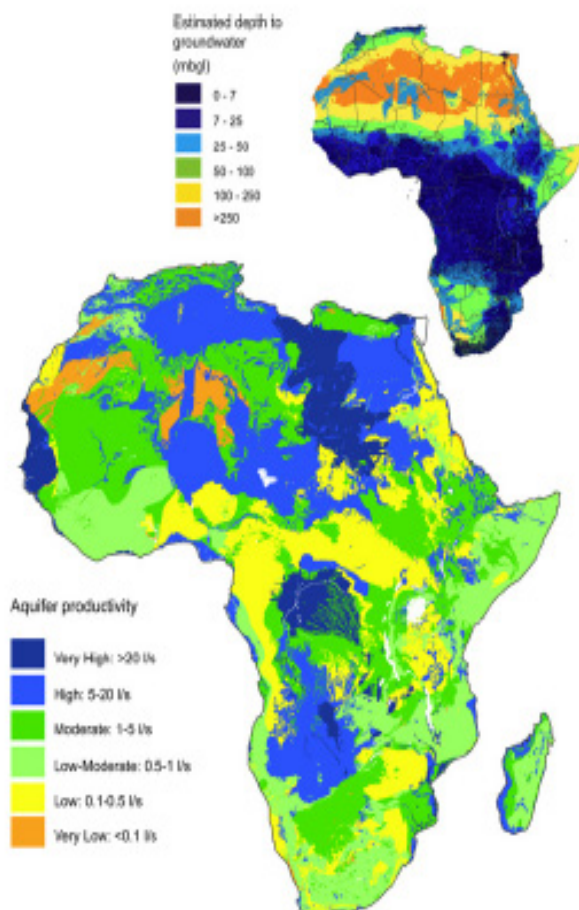 Estimated depth to
groundwater
(mbgl)
0 - 7
7 - 25
25 - 50
50 - 100
100 - 250
>250
Aquifer productivity
Very High: >20 l/s
High: 5-20 l/s
Moderate: 1-5 l/s
Low-Moderate: 0.5-1 l/s
Low: 0.1-0.5 l/s
Very Low: <0.1 l/s